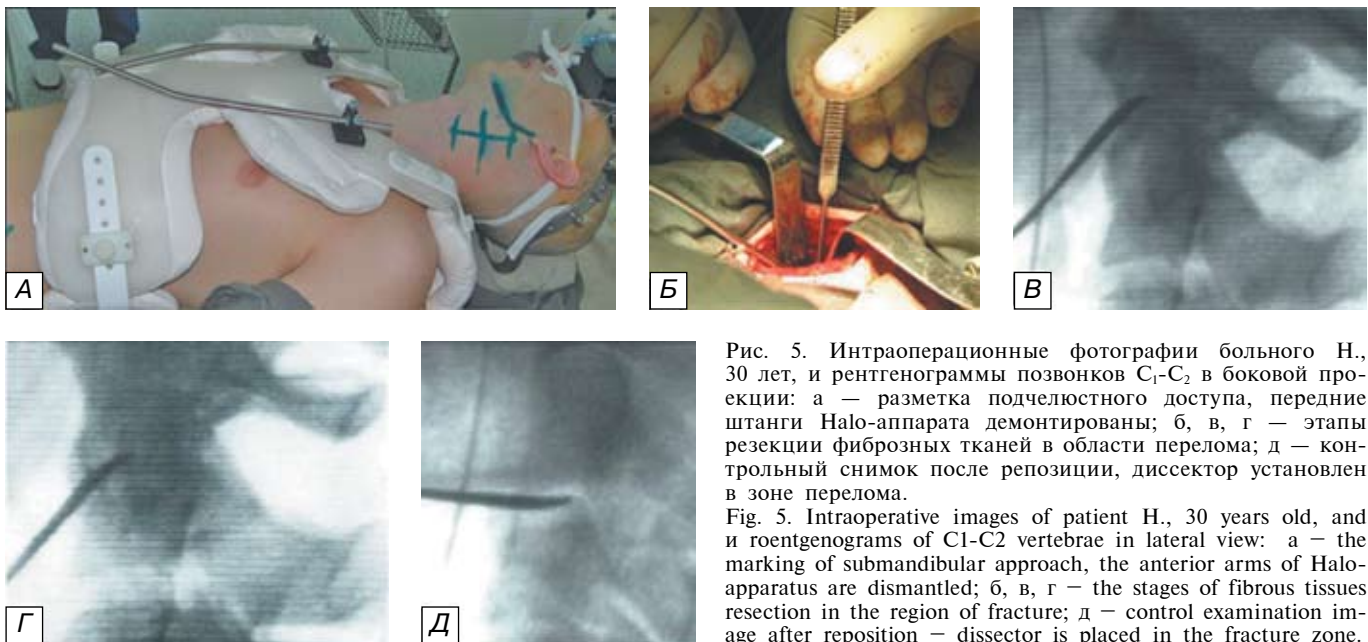 А
Б
В
Г
Д
Рис. 5. Интраоперационные фотографии больного Н.,
30 лет, и рентгенограммы позвонков C₁-C₂ в боковой про-
екции: а — разметка подчелюстного доступа, передние
штанги Halo-аппарата демонтированы; б, в, г — этапы
резекции фиброзных тканей в области перелома; д — кон-
трольный снимок после репозиции, диссектор установлен
в зоне перелома.
Fig. 5. Intraoperative images of patient H., 30 years old, and
и roentgenograms of C1-C2 vertebrae in lateral view: а — the
marking of submandibular approach, the anterior arms of Halo-
apparatus are dismantled; б, в, г — the stages of fibrous tissues
resection in the region of fracture; д — control examination im-
age after reposition — dissector is placed in the fracture zone.